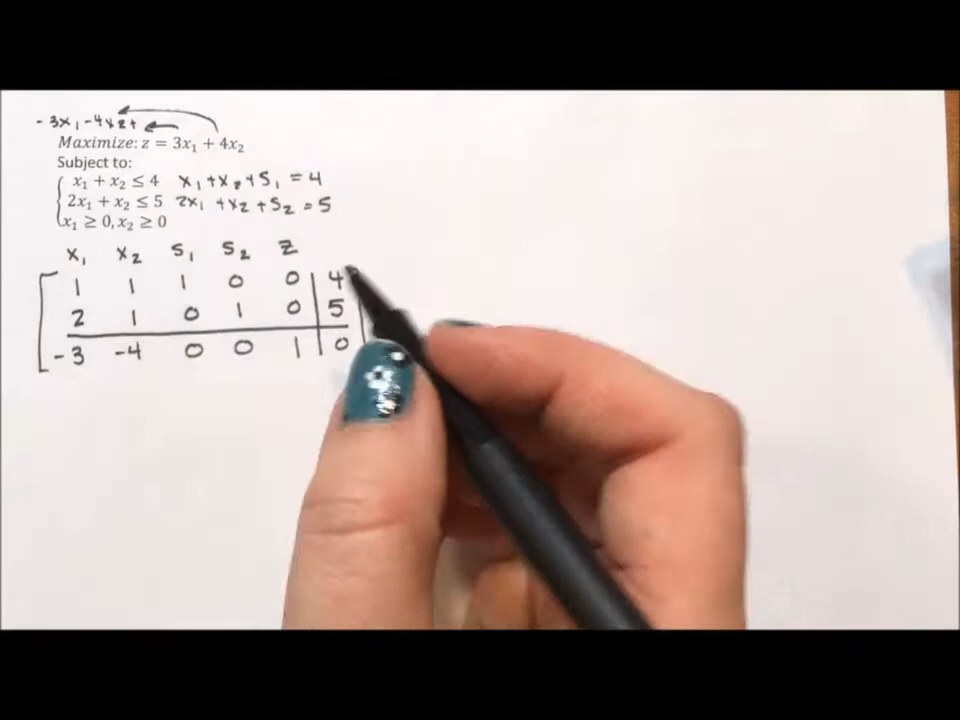 -3x₁-4x₂+
Maximize: z = 3x₁ + 4x₂
Subject to:
x₁ + x₂ ≤ 4 x₁+x₂+S₁ = 4
2x₁ + x₂ ≤ 5 2x₁ +x₂ +S₂ =5
x₁ ≥ 0, x₂ ≥ 0
x₁ x₂ S₁ S₂ z
1 1 1 0 0 4
2 1 0 1 0 5
-3 -4 0 0 1 0